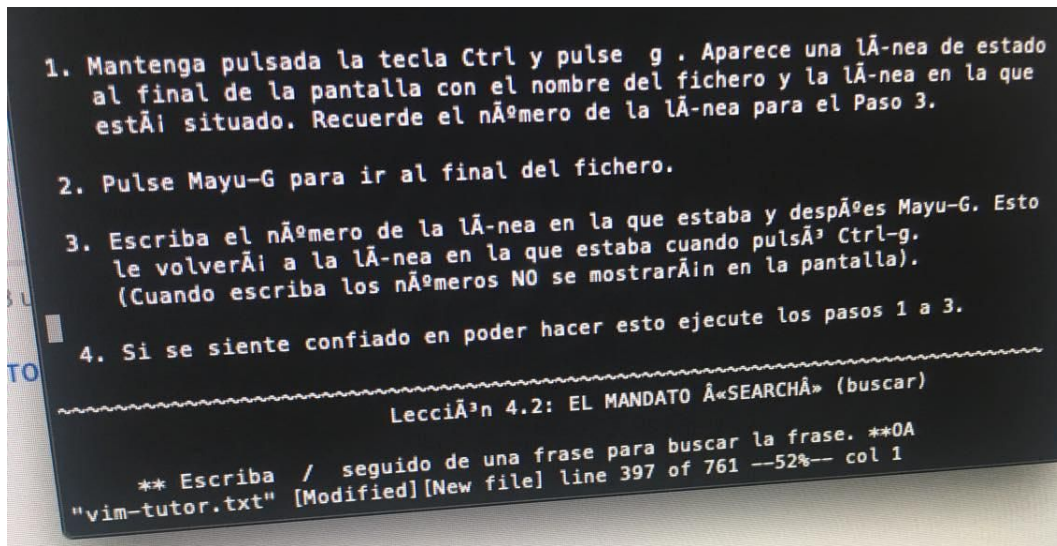 1. Mantenga pulsada la tecla Ctrl y pulse  g . Aparece una lÃ-nea de estado
al final de la pantalla con el nombre del fichero y la lÃ-nea en la que
estÃ¡ situado. Recuerde el nÃºmero de la lÃ-nea para el Paso 3.
2. Pulse Mayu-G para ir al final del fichero.
3. Escriba el nÃºmero de la lÃ-nea en la que estaba y despÃºes Mayu-G. Esto
le volverÃ¡ a la lÃ-nea en la que estaba cuando pulsÃ³ Ctrl-g.
(Cuando escriba los nÃºmeros NO se mostrarÃ¡n en la pantalla).
4. Si se siente confiado en poder hacer esto ejecute los pasos 1 a 3.
~~~~~~~~~~~~~~~~~~~~~~~~~~~~~~~~~~~~~~~~~~~~~~~~~~~~~~~~~~~~~~~~~~~~~~~~~~~~~~
LecciÃ³n 4.2: EL MANDATO Â«SEARCHÂ» (buscar)
** Escriba  /  seguido de una frase para buscar la frase. **OA
"vim-tutor.txt" [Modified][New file] line 397 of 761 --52%-- col 1
TO